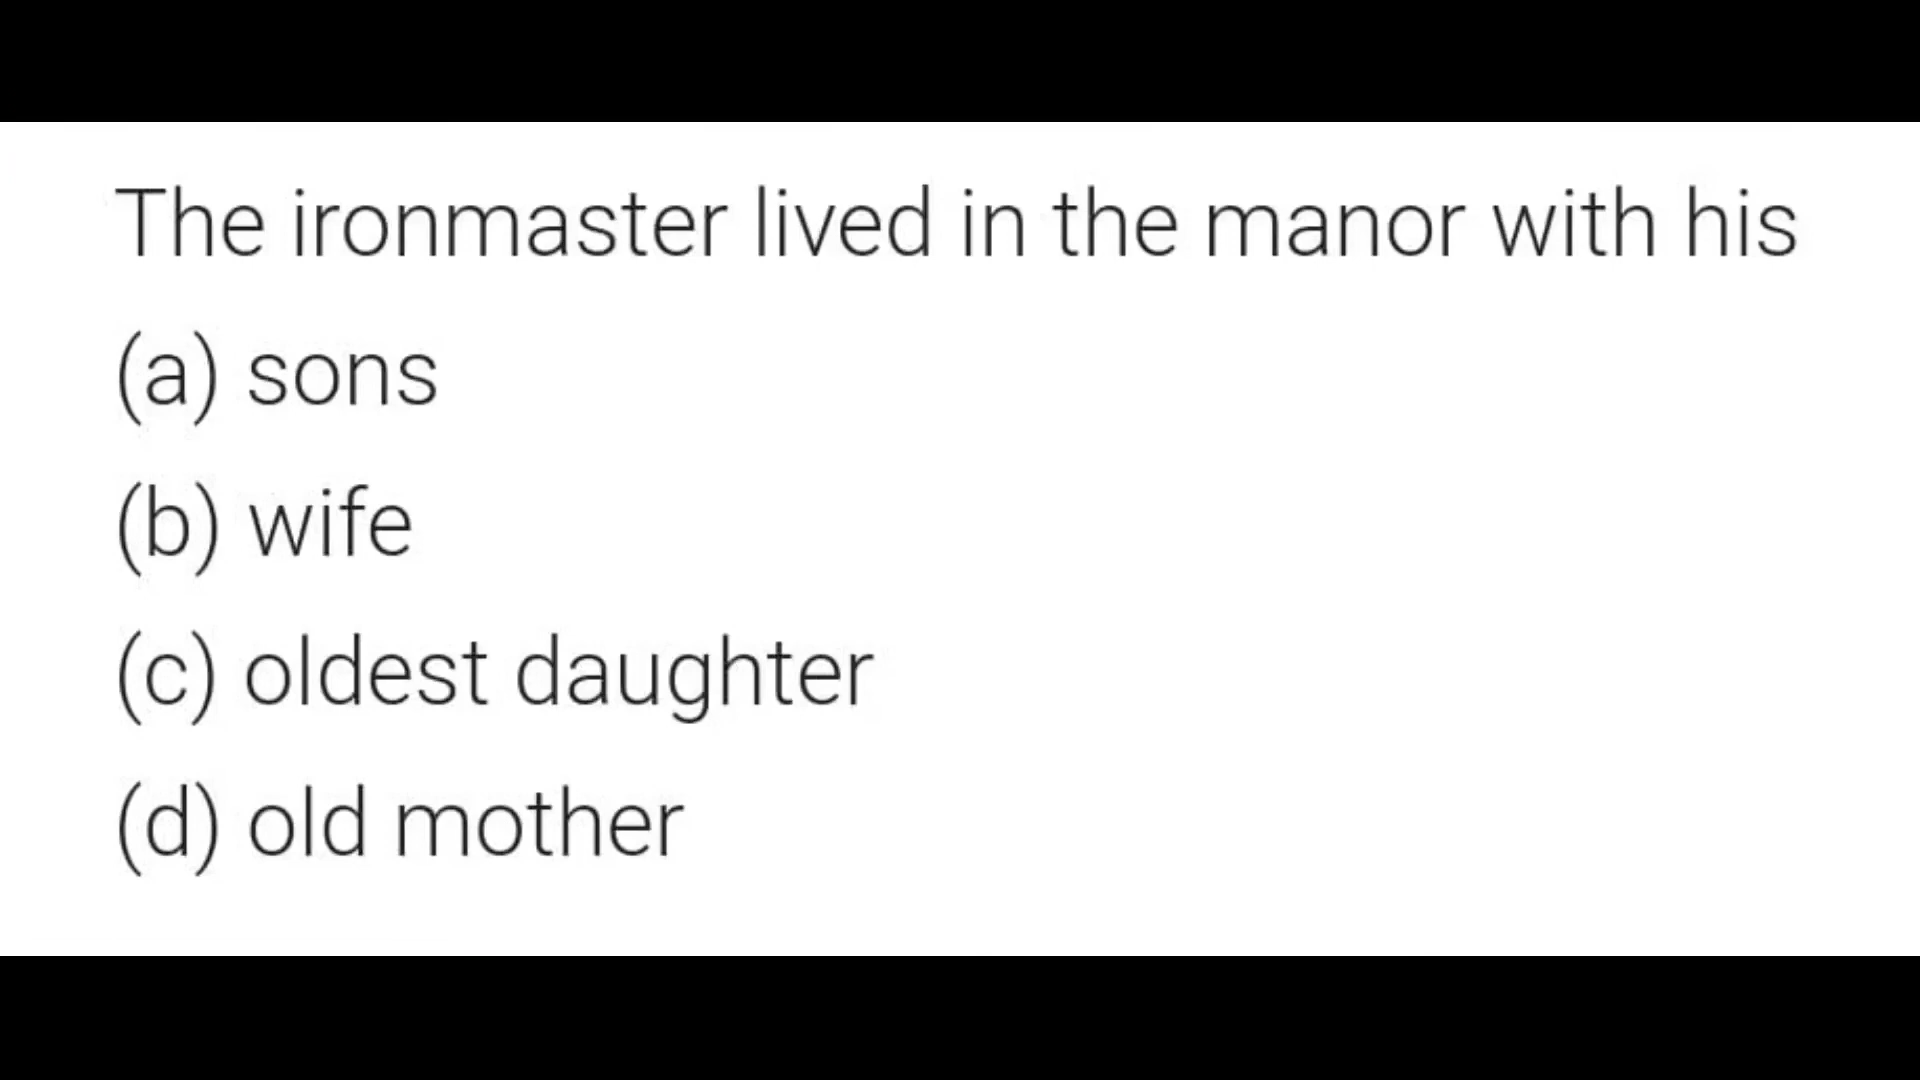 The ironmaster lived in the manor with his
(a) sons
(b) wife
(c) oldest daughter
(d) old mother